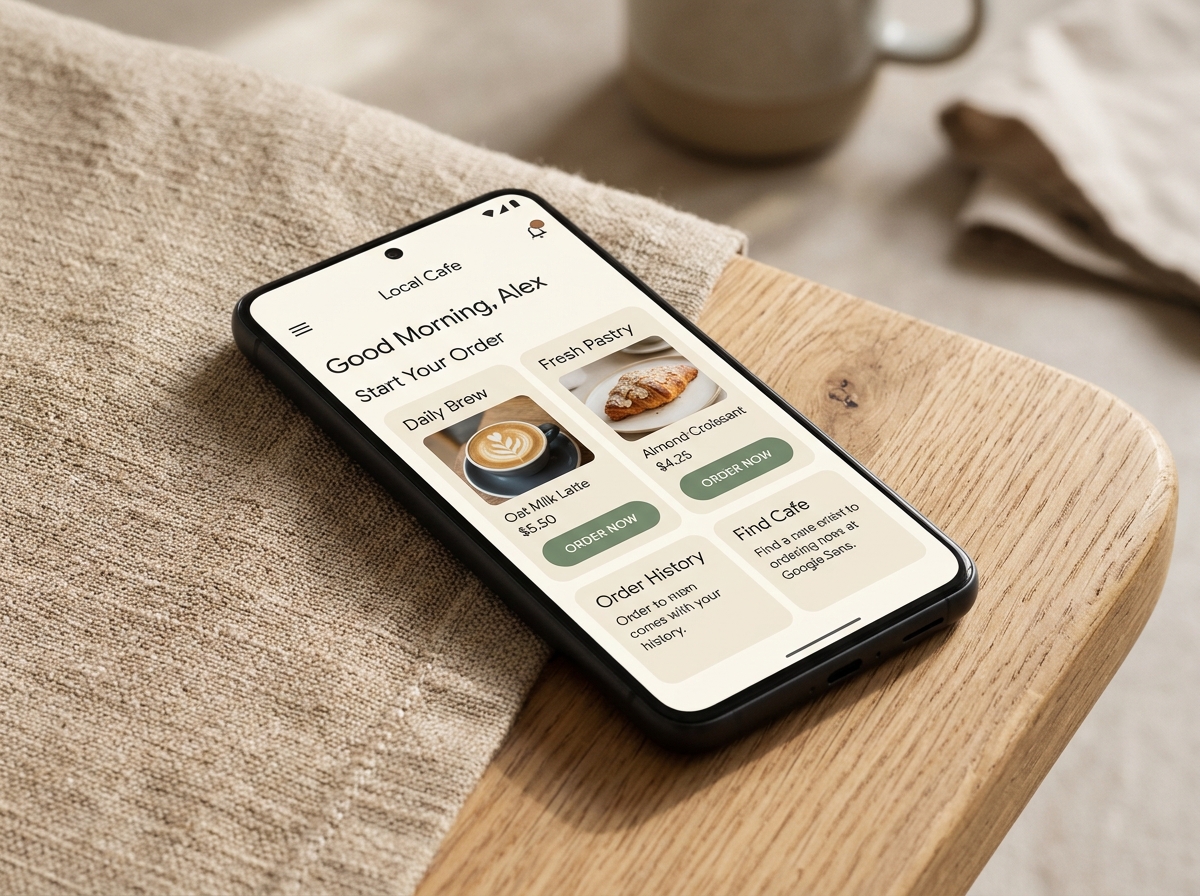 Local Cafe
Good Morning, Alex
Start Your Order
Daily Brew
Oat Milk Latte
$5.50
ORDER NOW
Fresh Pastry
Almond Croissant
$4.25
ORDER NOW
Order History
Order to
comes with your
history.
Find Cafe
Find a to
ordering at
Google Sans.